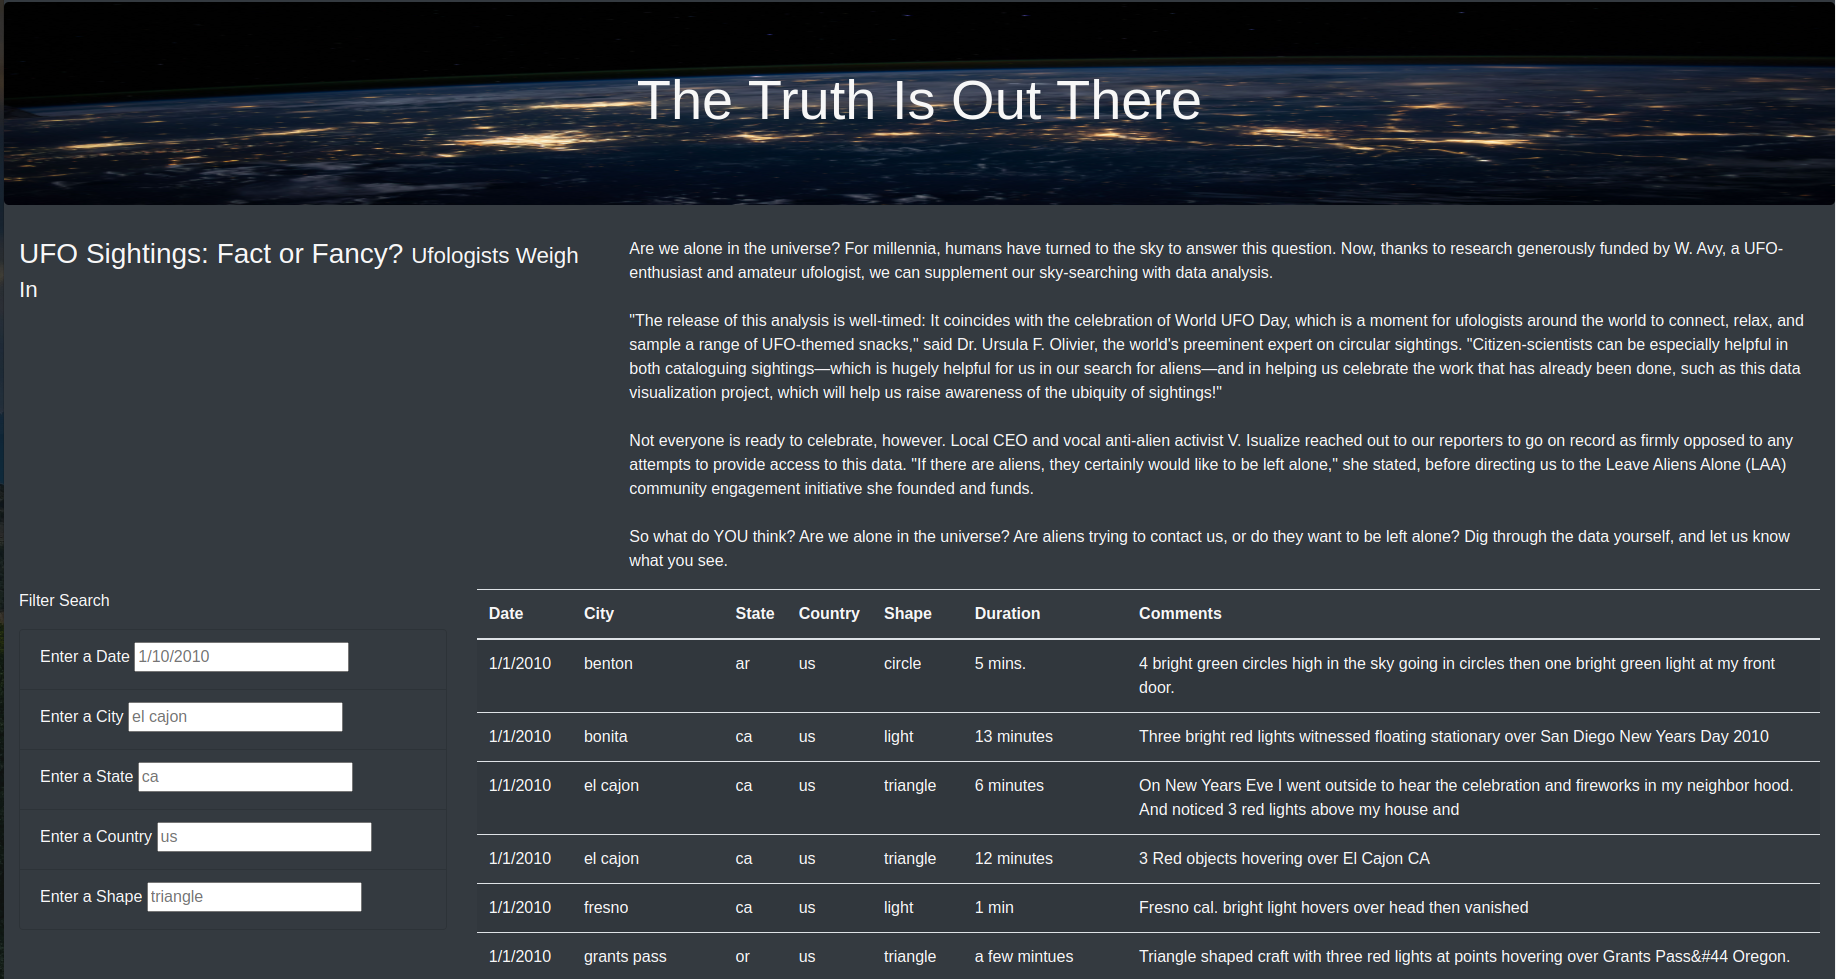 The Truth Is Out There
UFO Sightings: Fact or Fancy? Ufologists Weigh
In
Are we alone in the universe? For millennia, humans have turned to the sky to answer this question. Now, thanks to research generously funded by W. Avy, a UFO-
enthusiast and amateur ufologist, we can supplement our sky-searching with data analysis.
"The release of this analysis is well-timed: It coincides with the celebration of World UFO Day, which is a moment for ufologists around the world to connect, relax, and
sample a range of UFO-themed snacks," said Dr. Ursula F. Olivier, the world's preeminent expert on circular sightings. "Citizen-scientists can be especially helpful in
both cataloguing sightings—which is hugely helpful for us in our search for aliens—and in helping us celebrate the work that has already been done, such as this data
visualization project, which will help us raise awareness of the ubiquity of sightings!"
Not everyone is ready to celebrate, however. Local CEO and vocal anti-alien activist V. Isualize reached out to our reporters to go on record as firmly opposed to any
attempts to provide access to this data. "If there are aliens, they certainly would like to be left alone," she stated, before directing us to the Leave Aliens Alone (LAA)
community engagement initiative she founded and funds.
So what do YOU think? Are we alone in the universe? Are aliens trying to contact us, or do they want to be left alone? Dig through the data yourself, and let us know
what you see.
Filter Search
Enter a Date 1/10/2010
Enter a City el cajon
Enter a State ca
Enter a Country us
Enter a Shape triangle
Date City State Country Shape Duration Comments
1/1/2010 benton ar us circle 5 mins. 4 bright green circles high in the sky going in circles then one bright green light at my front
door.
1/1/2010 bonita ca us light 13 minutes Three bright red lights witnessed floating stationary over San Diego New Years Day 2010
1/1/2010 el cajon ca us triangle 6 minutes On New Years Eve I went outside to hear the celebration and fireworks in my neighbor hood.
And noticed 3 red lights above my house and
1/1/2010 el cajon ca us triangle 12 minutes 3 Red objects hovering over El Cajon CA
1/1/2010 fresno ca us light 1 min Fresno cal. bright light hovers over head then vanished
1/1/2010 grants pass or us triangle a few mintues Triangle shaped craft with three red lights at points hovering over Grants Pass&#44 Oregon.